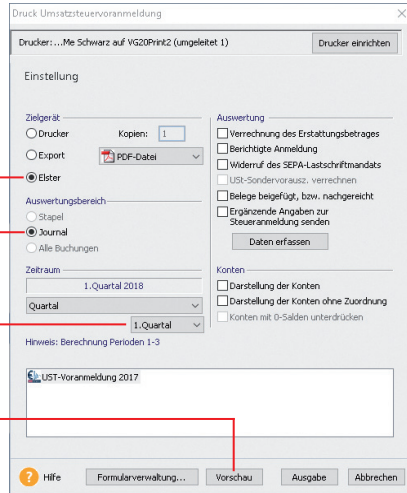 Druck Umsatzsteuervoranmeldung
Drucker:...Me Schwarz auf VG20Print2 (umgeleitet 1)
Drucker einrichten
Einstellung
Zielgerät
Drucker
Kopien:
1
Export
PDF-Datei
Elster
Auswertungsbereich
Stapel
Journal
Alle Buchungen
Zeitraum
1.Quartal 2018
Quartal
1.Quartal
Hinweis: Berechnung Perioden 1-3
Auswertung
Verrechnung des Erstattungsbetrages
Berichtigte Anmeldung
Widerruf des SEPA-Lastschriftmandats
USt-Sondervorausz. verrechnen
Belege beigefügt, bzw. nachgereicht
Ergänzende Angaben zur
Steueranmeldung senden
Daten erfassen
Konten
Darstellung der Konten
Darstellung der Konten ohne Zuordnung
Konten mit 0-Salden unterdrücken
UST-Voranmeldung 2017
? Hilfe
Formularverwaltung...
Vorschau
Ausgabe
Abbrechen